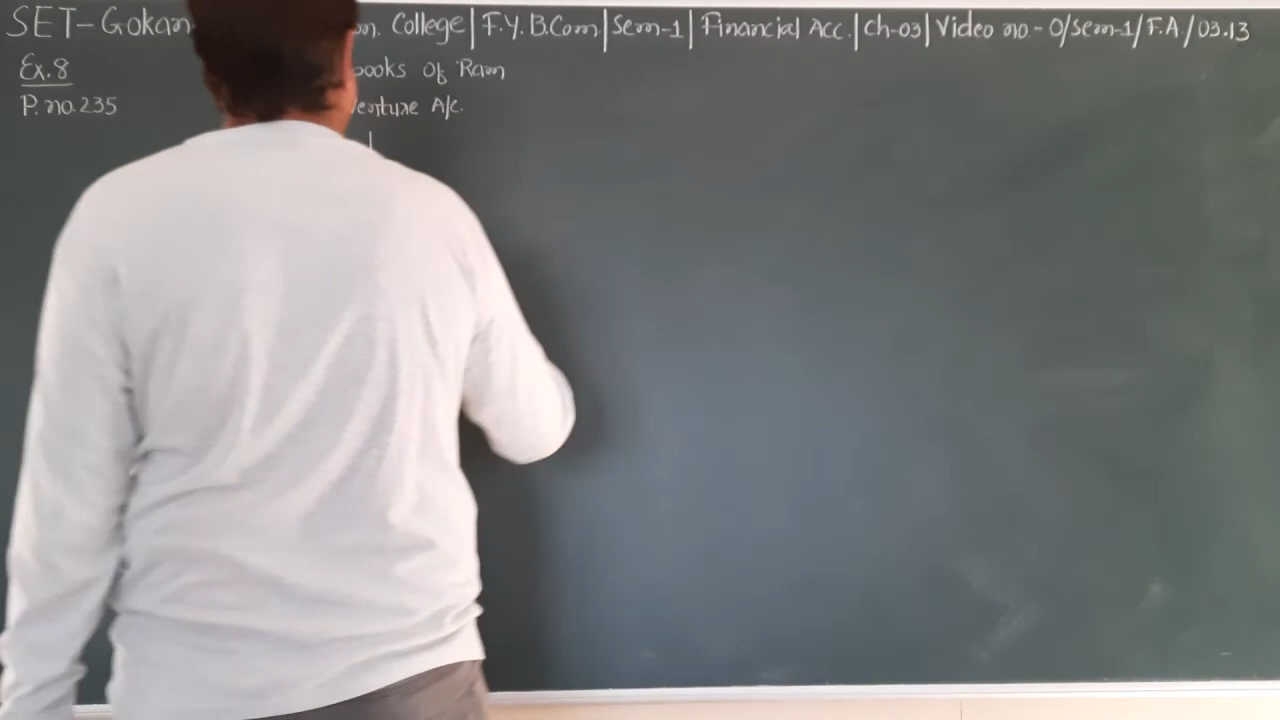 SET-Gokan College|F.Y.B.Com|Sem-1|Financial Acc.|Ch-03|Video no.- 0/Sem-1/F.A/03.13
Ex.8 books of Ram
P.no.235 enture A/c.